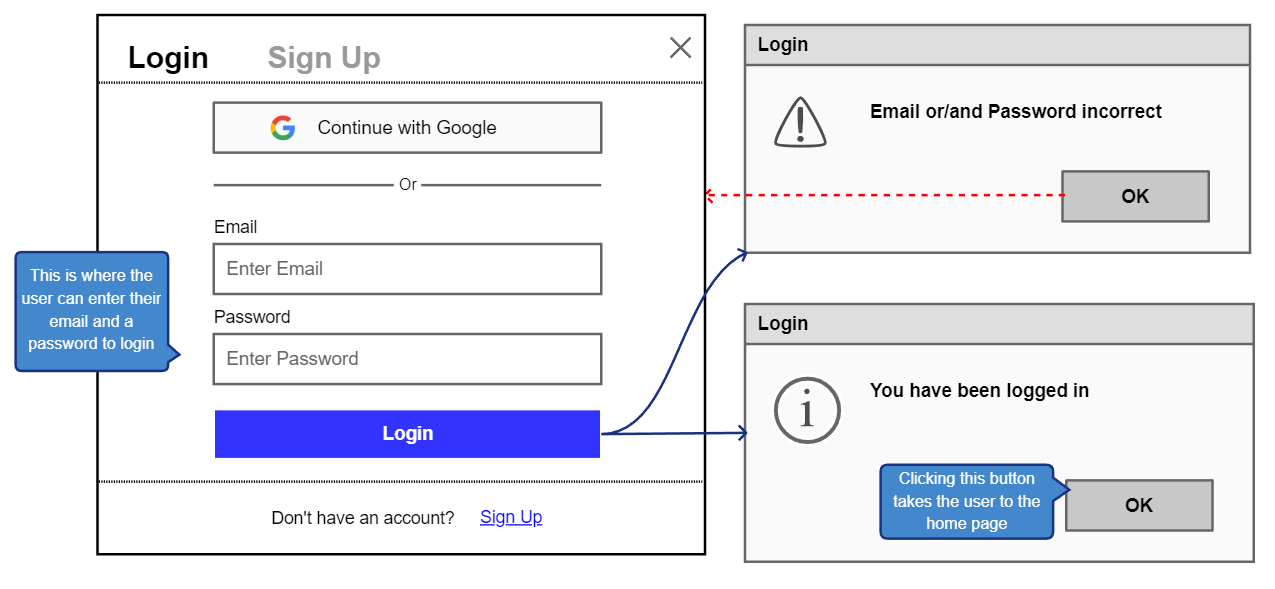 Login
Sign Up
Continue with Google
Or
Email
Enter Email
Password
Enter Password
Login
Don't have an account? Sign Up
This is where the
user can enter their
email and a
password to login
Login
Email or/and Password incorrect
OK
Login
You have been logged in
Clicking this button
takes the user to the
home page
OK